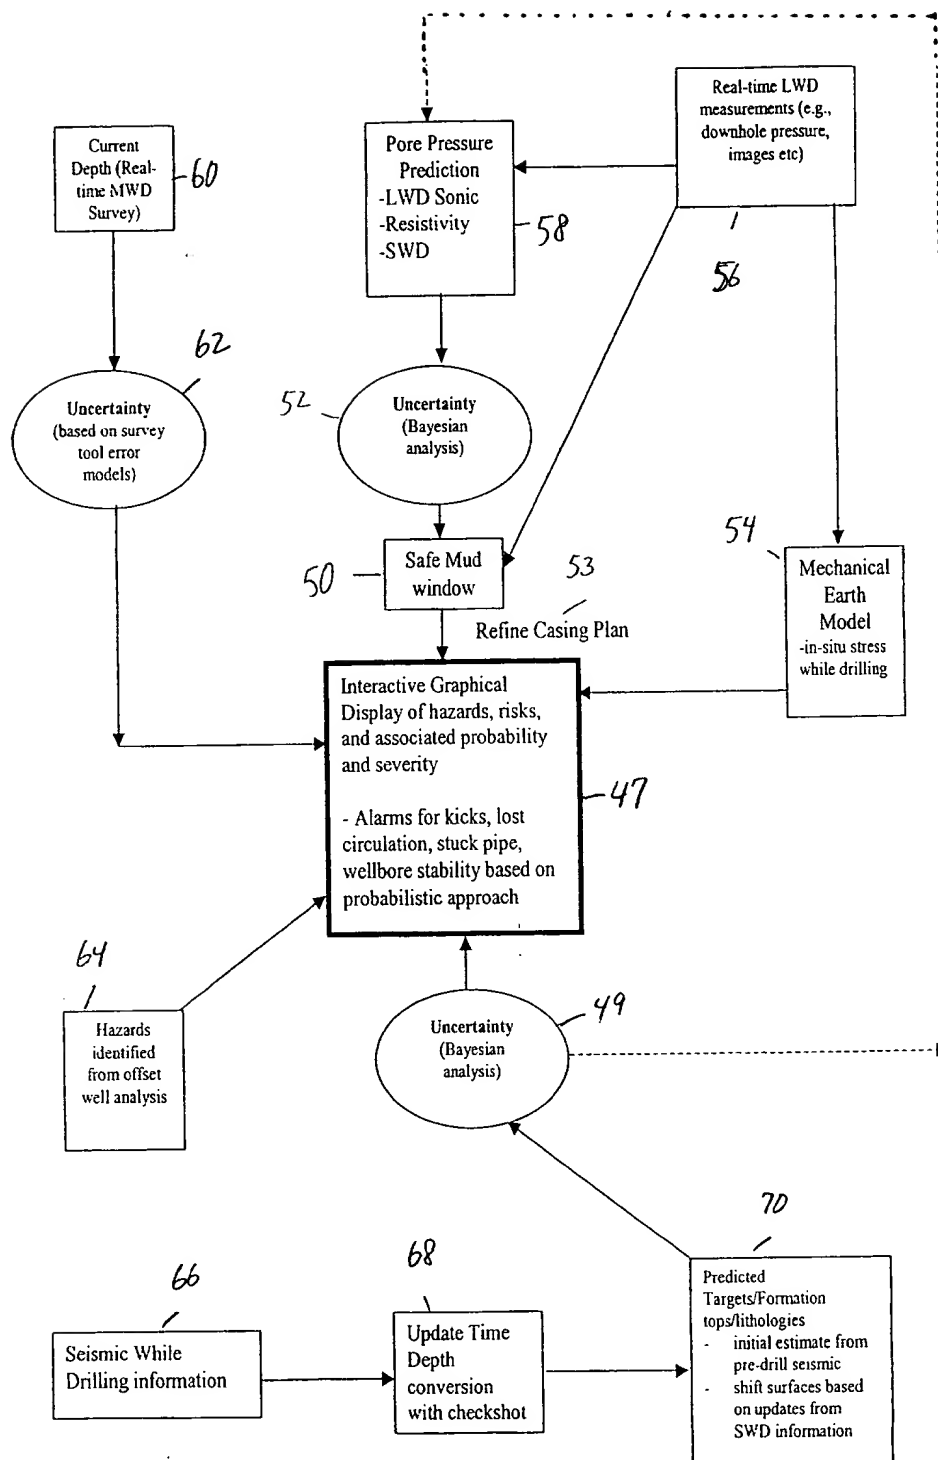 Real-time LWD
measurements (e.g.,
downhole pressure,
images etc)
56
Current
Depth (Real-
time MWD
Survey)
60
Pore Pressure
Prediction
-LWD Sonic
-Resistivity
-SWD
58
62
Uncertainty
(based on survey
tool error
models)
52
Uncertainty
(Bayesian
analysis)
50
Safe Mud
window
53
Refine Casing Plan
54
Mechanical
Earth
Model
-in-situ stress
while drilling
Interactive Graphical
Display of hazards, risks,
and associated probability
and severity
- Alarms for kicks, lost
circulation, stuck pipe,
wellbore stability based on
probabilistic approach
47
64
Hazards
identified
from offset
well analysis
49
Uncertainty
(Bayesian
analysis)
66
Seismic While
Drilling information
68
Update Time
Depth
conversion
with checkshot
70
Predicted
Targets/Formation
tops/lithologies
- initial estimate from
pre-drill seismic
- shift surfaces based
on updates from
SWD information